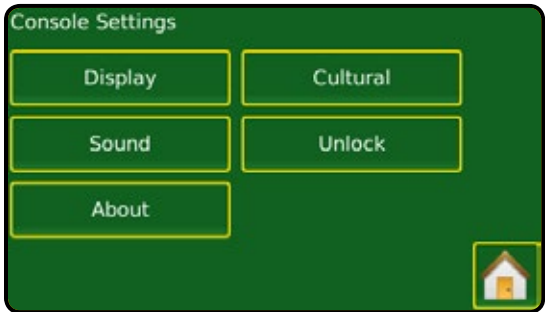 Console Settings
Display
Cultural
Sound
Unlock
About